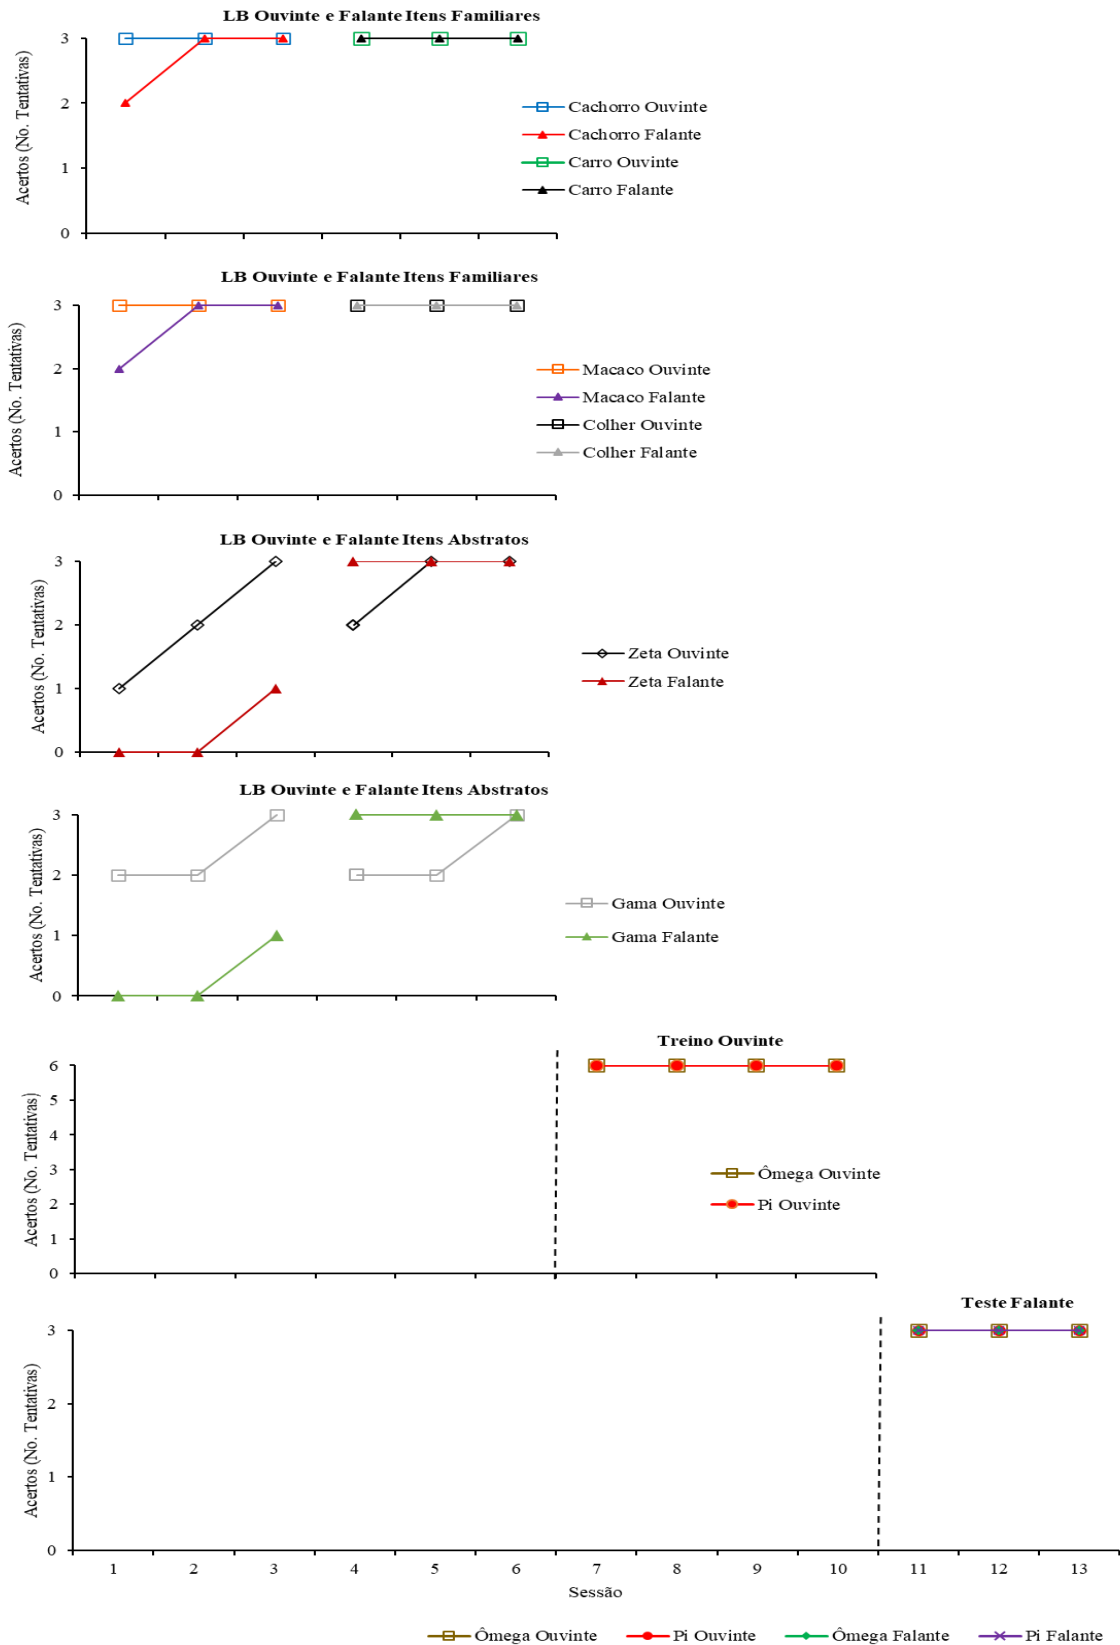 LB Ouvinte e Falante Itens Familiares
Acertos (No. Tentativas)
3
2
1
0
Cachorro Ouvinte
Cachorro Falante
Carro Ouvinte
Carro Falante
LB Ouvinte e Falante Itens Familiares
Acertos (No. Tentativas)
3
2
1
0
Macaco Ouvinte
Macaco Falante
Colher Ouvinte
Colher Falante
LB Ouvinte e Falante Itens Abstratos
Acertos (No. Tentativas)
3
2
1
0
Zeta Ouvinte
Zeta Falante
LB Ouvinte e Falante Itens Abstratos
Acertos (No. Tentativas)
3
2
1
0
Gama Ouvinte
Gama Falante
Treino Ouvinte
Acertos (No. Tentativas)
6
5
4
3
2
1
0
Ômega Ouvinte
Pi Ouvinte
Teste Falante
Acertos (No. Tentativas)
3
2
1
0
1 2 3 4 5 6 7 8 9 10 11 12 13
Sessão
Ômega Ouvinte Pi Ouvinte Ômega Falante Pi Falante